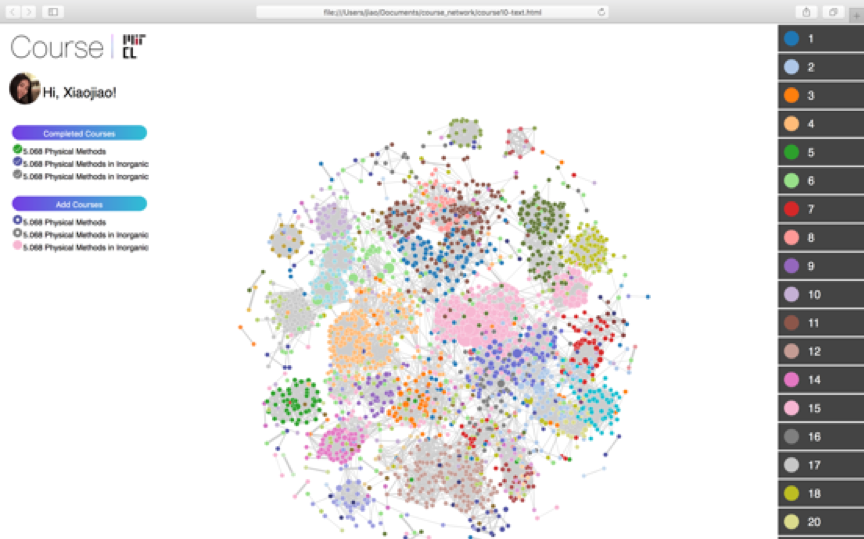 file:///Users/jiao/Documents/course_network/course10-text.html
Course
MIT
CL
Hi, Xiaojiao!
Completed Courses
5.068 Physical Methods
5.068 Physical Methods in Inorganic
5.068 Physical Methods in Inorganic
Add Courses
5.068 Physical Methods
5.068 Physical Methods in Inorganic
5.068 Physical Methods in Inorganic
1
2
3
4
5
6
7
8
9
10
11
12
14
15
16
17
18
20